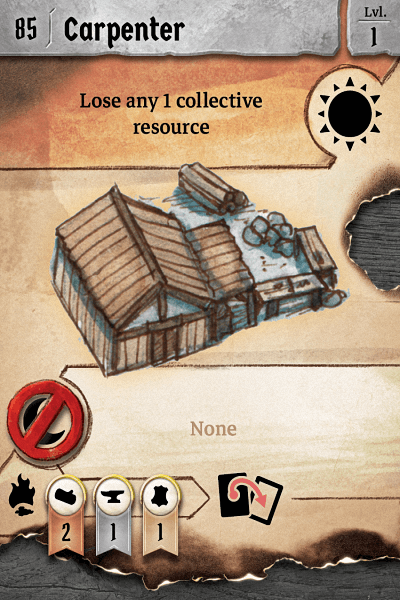 85 Carpenter
Lvl.
1
Lose any 1 collective
resource
None
2 1 1